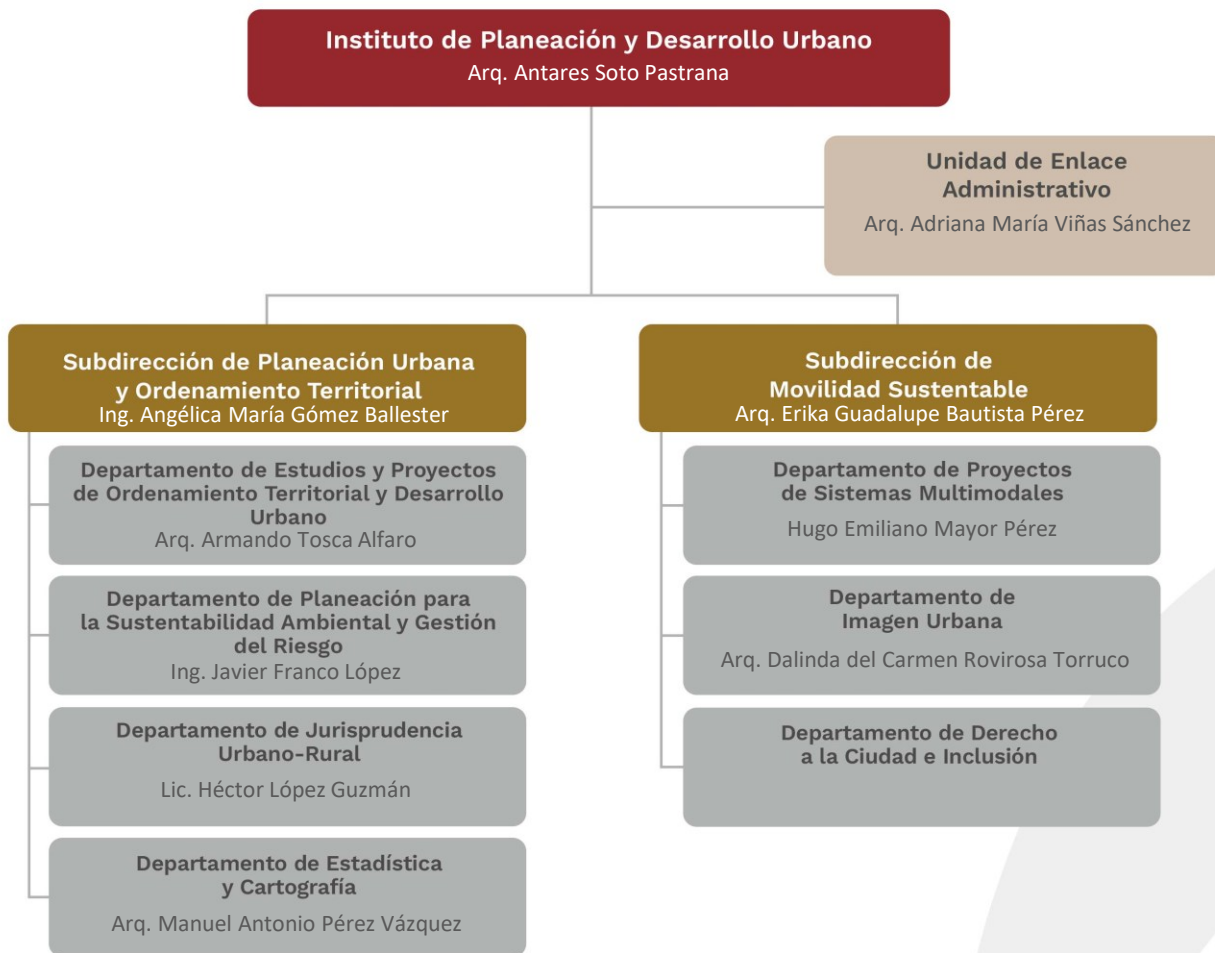 Instituto de Planeación y Desarrollo Urbano
Arq. Antares Soto Pastrana
Unidad de Enlace
Administrativo
Arq. Adriana María Viñas Sánchez
Subdirección de Planeación Urbana
y Ordenamiento Territorial
Ing. Angélica María Gómez Ballester
Departamento de Estudios y Proyectos
de Ordenamiento Territorial y Desarrollo
Urbano
Arq. Armando Tosca Alfaro
Departamento de Planeación para
la Sustentabilidad Ambiental y Gestión
del Riesgo
Ing. Javier Franco López
Departamento de Jurisprudencia
Urbano-Rural
Lic. Héctor López Guzmán
Departamento de Estadística
y Cartografía
Arq. Manuel Antonio Pérez Vázquez
Subdirección de
Movilidad Sustentable
Arq. Erika Guadalupe Bautista Pérez
Departamento de Proyectos
de Sistemas Multimodales
Hugo Emiliano Mayor Pérez
Departamento de
Imagen Urbana
Arq. Dalinda del Carmen Rovirosa Torruco
Departamento de Derecho
a la Ciudad e Inclusión